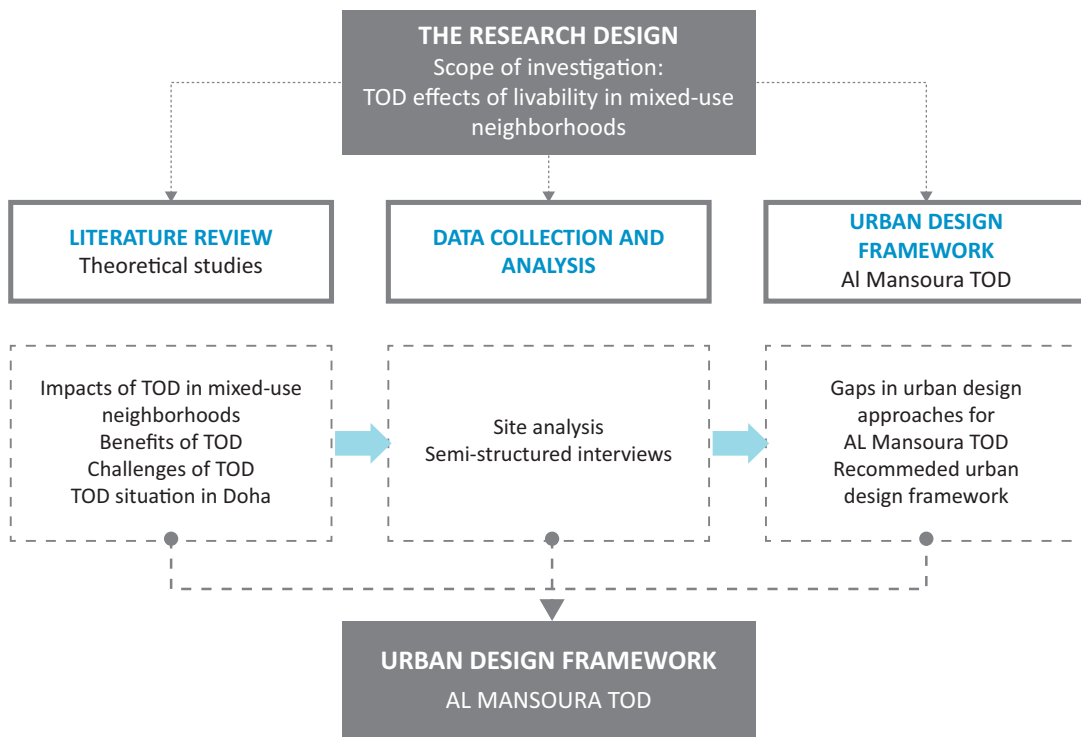 THE RESEARCH DESIGN
Scope of investigation:
TOD effects of livability in mixed-use
neighborhoods
LITERATURE REVIEW
Theoretical studies
DATA COLLECTION AND
ANALYSIS
URBAN DESIGN
FRAMEWORK
Al Mansoura TOD
Impacts of TOD in mixed-use
neighborhoods
Benefits of TOD
Challenges of TOD
TOD situation in Doha
Site analysis
Semi-structured interviews
Gaps in urban design
approaches for
AL Mansoura TOD
Recommeded urban
design framework
URBAN DESIGN FRAMEWORK
AL MANSOURA TOD